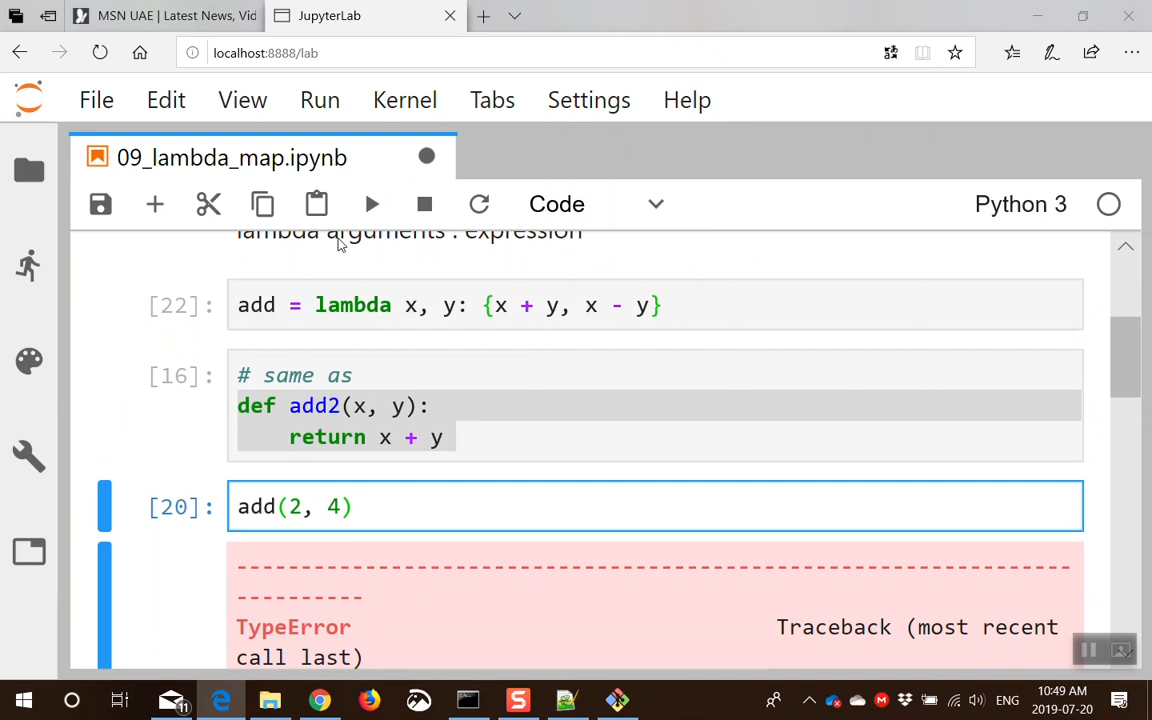 MSN UAE | Latest News, Vid
JupyterLab
localhost:8888/lab
File Edit View Run Kernel Tabs Settings Help
09_lambda_map.ipynb
Code
Python 3
lambda arguments : expression
[22]: add = lambda x, y: {x + y, x - y}
[16]: # same as
def add2(x, y):
return x + y
[20]: add(2, 4)
---------------------------------------------------------------------------
TypeError Traceback (most recent
call last)
11
ENG
10:49 AM
2019-07-20